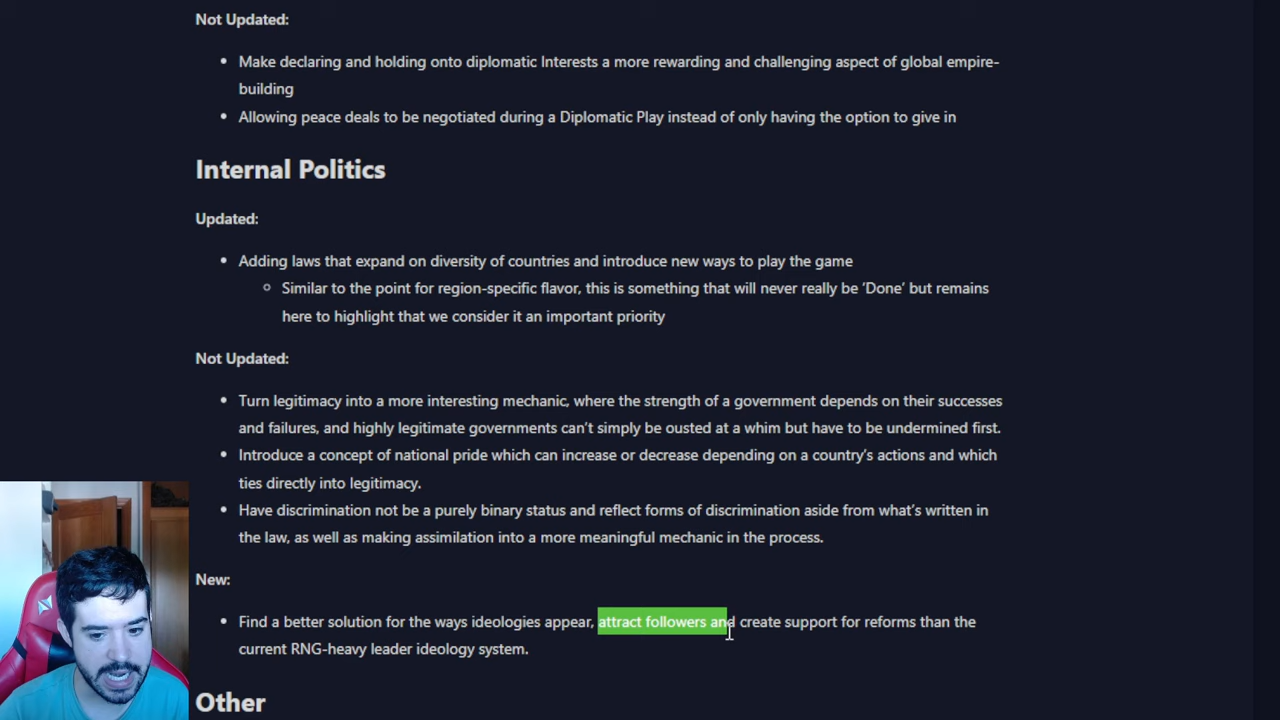 Not Updated:
Make declaring and holding onto diplomatic Interests a more rewarding and challenging aspect of global empire-
building
Allowing peace deals to be negotiated during a Diplomatic Play instead of only having the option to give in
Internal Politics
Updated:
Adding laws that expand on diversity of countries and introduce new ways to play the game
Similar to the point for region-specific flavor, this is something that will never really be ‘Done’ but remains
here to highlight that we consider it an important priority
Not Updated:
Turn legitimacy into a more interesting mechanic, where the strength of a government depends on their successes
and failures, and highly legitimate governments can’t simply be ousted at a whim but have to be undermined first.
Introduce a concept of national pride which can increase or decrease depending on a country’s actions and which
ties directly into legitimacy.
Have discrimination not be a purely binary status and reflect forms of discrimination aside from what’s written in
the law, as well as making assimilation into a more meaningful mechanic in the process.
New:
Find a better solution for the ways ideologies appear, attract followers and create support for reforms than the
current RNG-heavy leader ideology system.
Other